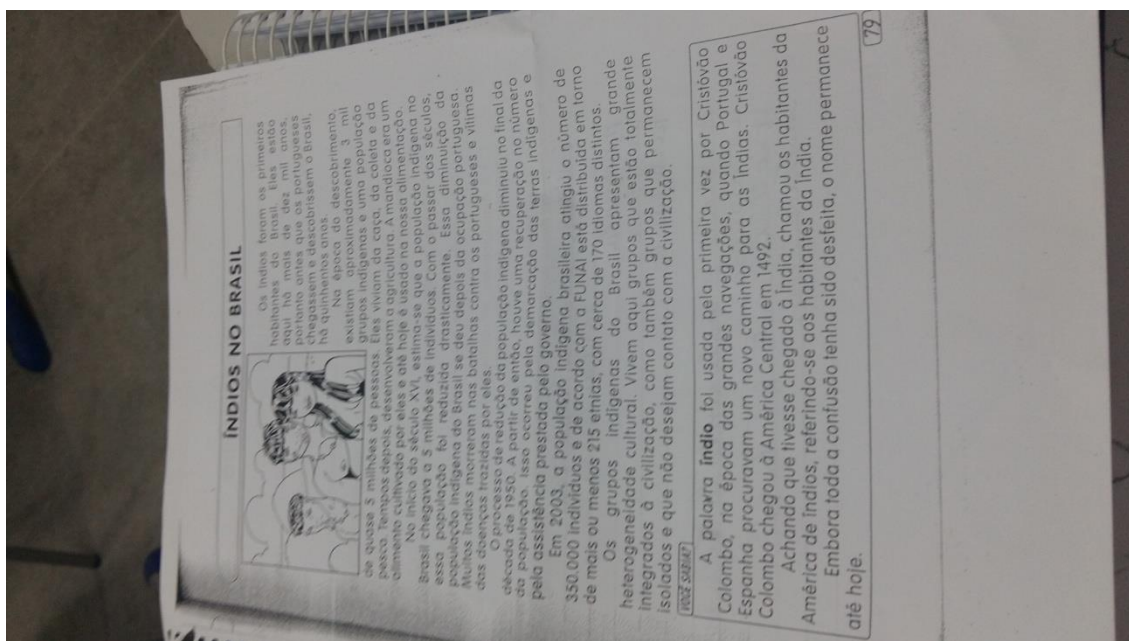 ÍNDIOS NO BRASIL
Os índios foram os primeiros
habitantes do Brasil. Eles estão
aqui há mais de dez mil anos,
portanto antes que os portugueses
chegassem e descobrissem o Brasil,
há quinhentos anos.
Na época do descobrimento,
existiam aproximadamente 3 mil
grupos indígenas e uma população
de quase 5 milhões de pessoas. Eles viviam da caça, da coleta e da
pesca. Tempos depois, desenvolveram a agricultura. A mandioca era um
alimento cultivado por eles e até hoje é usado na nossa alimentação.
No início do século XVI, estima-se que a população indígena no
Brasil chegava a 5 milhões de indivíduos. Com o passar dos séculos,
essa população foi reduzida drasticamente. Essa diminuição da
população indígena do Brasil se deu depois da ocupação portuguesa.
Muitos índios morreram nas batalhas contra os portugueses e vítimas
das doenças trazidas por eles.
O processo de redução da população indígena diminuiu no final da
década de 1950. A partir de então, houve uma recuperação no número
da população. Isso ocorreu pela demarcação das terras indígenas e
pela assistência prestada pelo governo.
Em 2003, a população indígena brasileira atingiu o número de
350.000 indivíduos e de acordo com a FUNAI está distribuída em torno
de mais ou menos 215 etnias, com cerca de 170 idiomas distintos.
Os grupos indígenas do Brasil apresentam grande
heterogeneidade cultural. Vivem aqui grupos que estão totalmente
integrados à civilização, como também grupos que permanecem
isolados e que não desejam contato com a civilização.
VOCÊ SABIA?
A palavra índio foi usada pela primeira vez por Cristóvão
Colombo, na época das grandes navegações, quando Portugal e
Espanha procuravam um novo caminho para as Índias. Cristóvão
Colombo chegou à América Central em 1492.
Achando que tivesse chegado à Índia, chamou os habitantes da
América de índios, referindo-se aos habitantes da Índia.
Embora toda a confusão tenha sido desfeita, o nome permanece
até hoje.
79